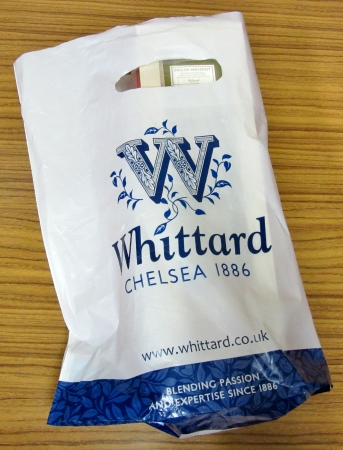 W
Whittard
CHELSEA 1886
www.whittard.co.uk
BLENDING PASSION
AND EXPERTISE SINCE 1886